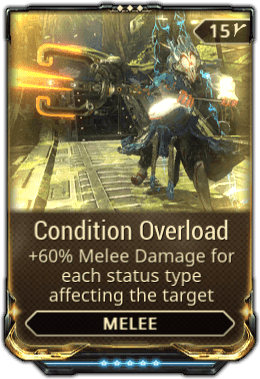 15
Condition Overload
+60% Melee Damage for
each status type
affecting the target
MELEE